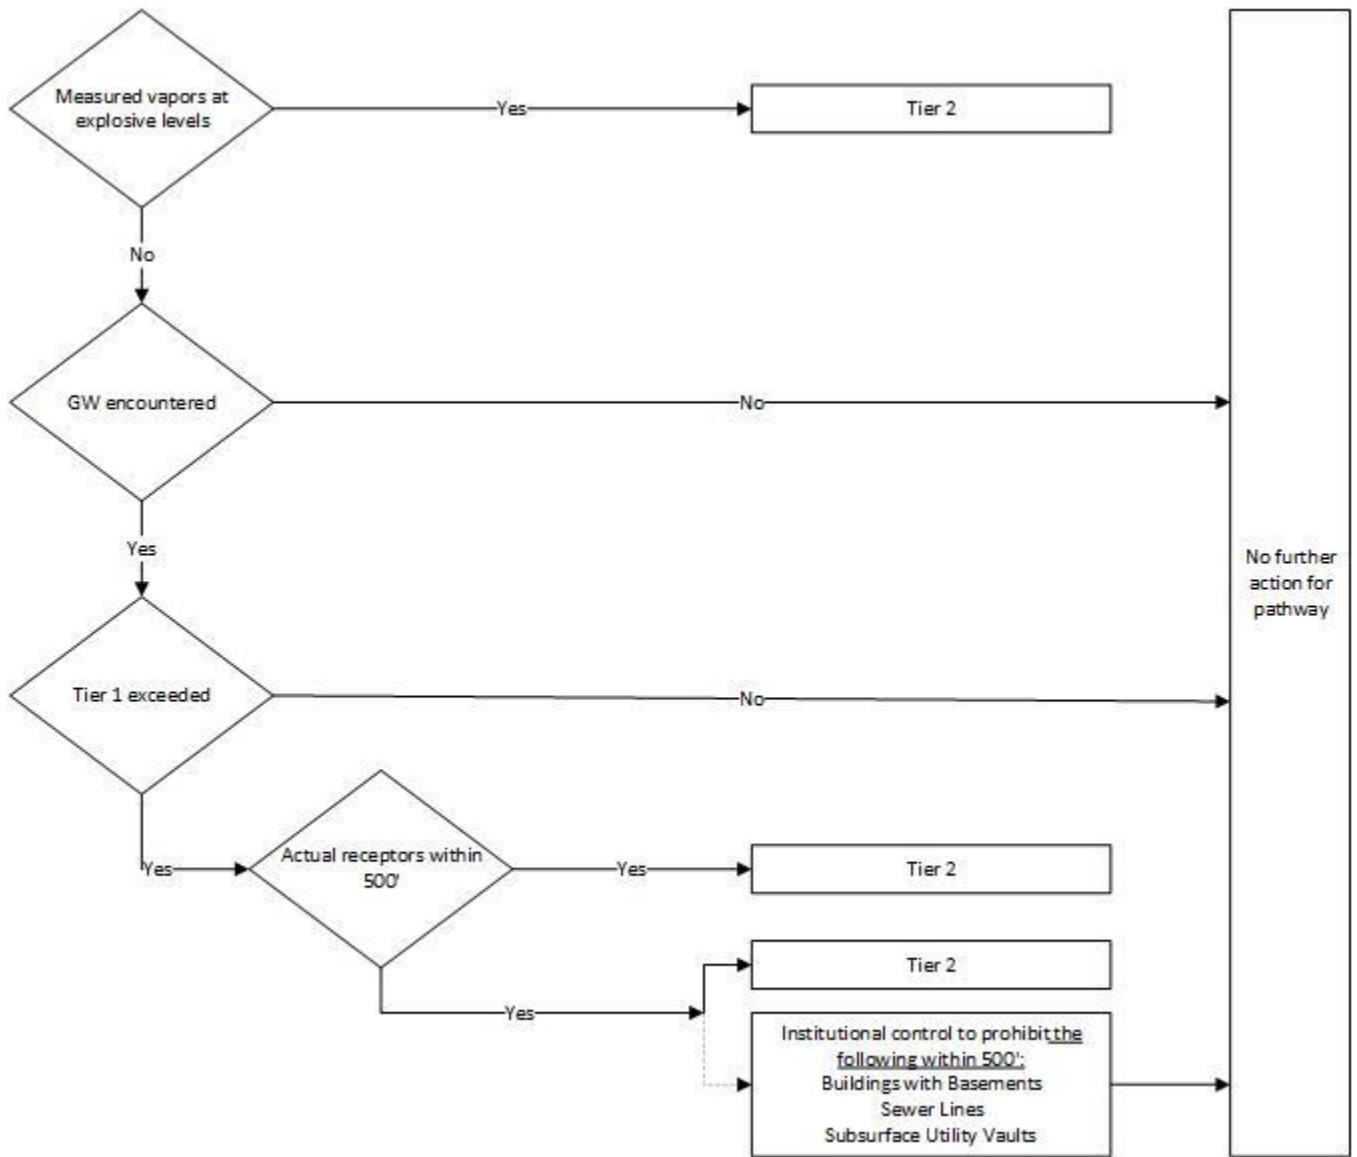 Measured vapors at
explosive levels
Yes
Tier 2
No
GW encountered
No
Yes
No further
action for
pathway
Tier 1 exceeded
No
Yes
Actual receptors within
500'
Yes
Tier 2
Tier 2
Yes
Institutional control to prohibit the
following within 500':
Buildings with Basements
Sewer Lines
Subsurface Utility Vaults